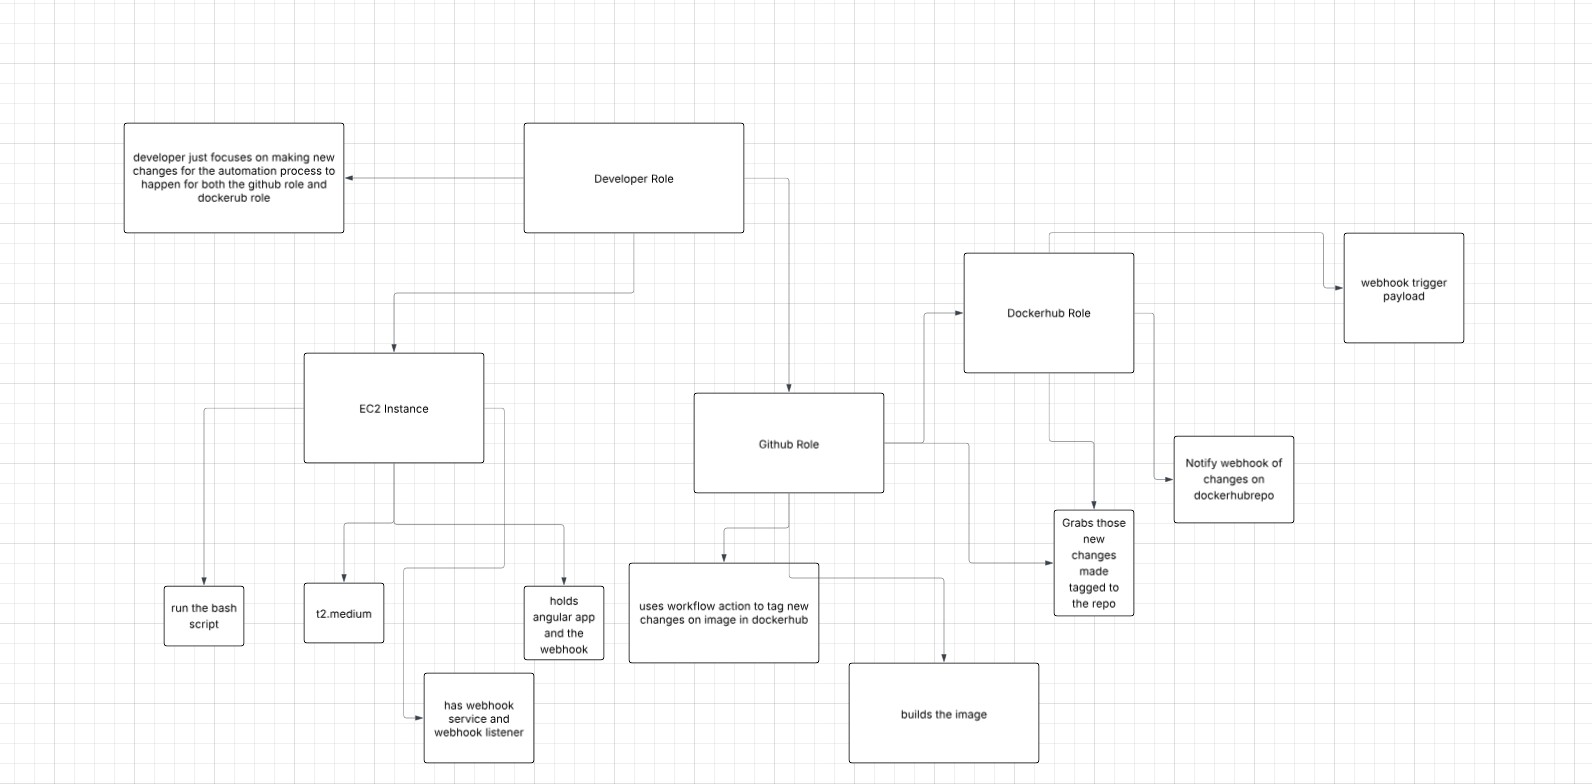 developer just focuses on making new
changes for the automation process to
happen for both the github role and
dockerub role
Developer Role
Dockerhub Role
webhook trigger
payload
EC2 Instance
Github Role
Notify webhook of
changes on
dockerhubrepo
Grabs those
new
changes
made
tagged to
the repo
run the bash
script
t2.medium
holds
angular app
and the
webhook
uses workflow action to tag new
changes on image in dockerhub
has webhook
service and
webhook listener
builds the image